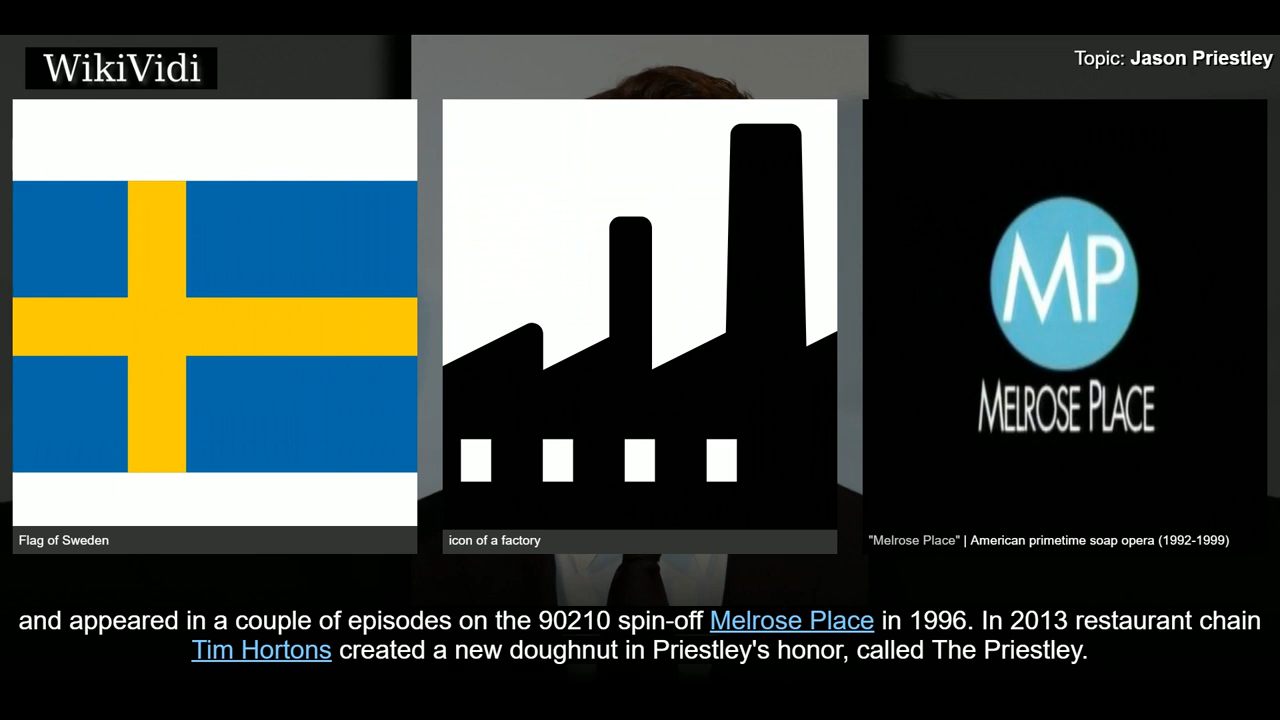 WikiVidi
Topic: Jason Priestley
MP
MELROSE PLACE
Flag of Sweden
icon of a factory
"Melrose Place" | American primetime soap opera (1992-1999)
and appeared in a couple of episodes on the 90210 spin-off Melrose Place in 1996. In 2013 restaurant chain
Tim Hortons created a new doughnut in Priestley's honor, called The Priestley.